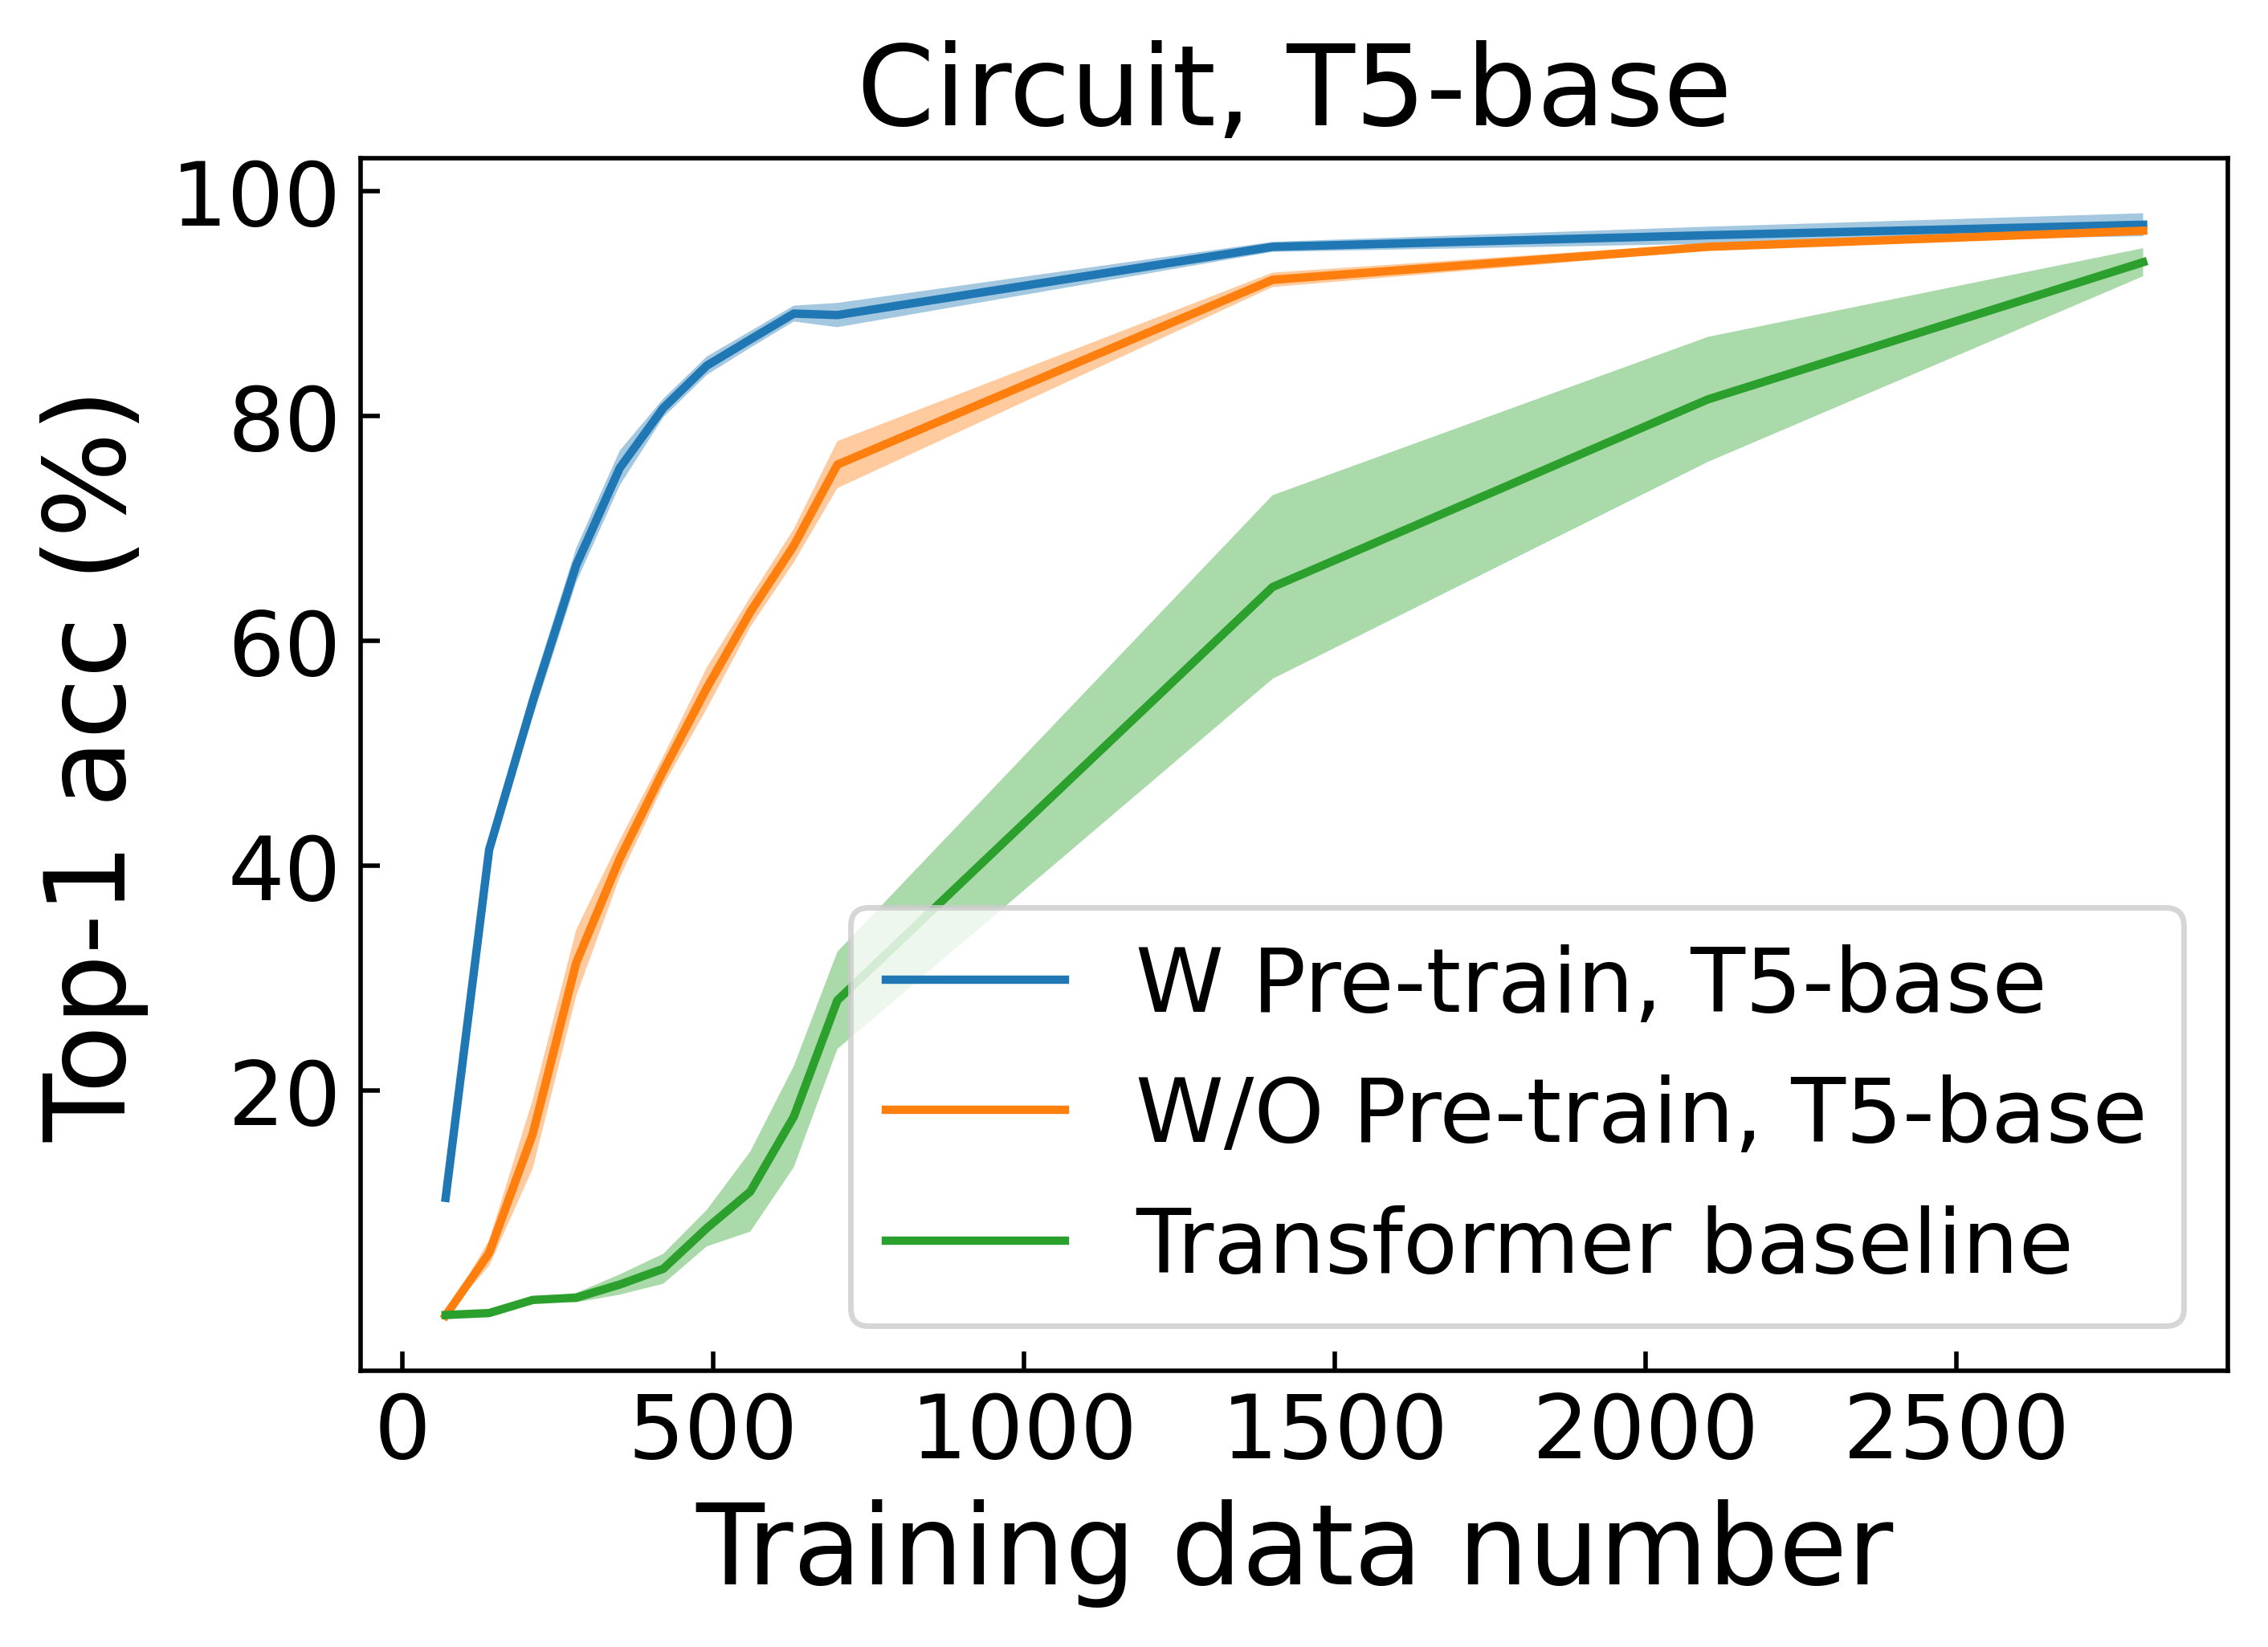 Circuit, T5-base
Top-1 acc (%)
100
80
60
40
20
W Pre-train, T5-base
W/O Pre-train, T5-base
Transformer baseline
0 500 1000 1500 2000 2500
Training data number